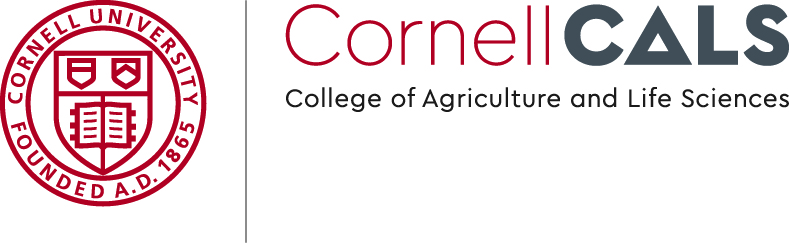 CORNELL UNIVERSITY
FOUNDED A.D. 1865
CornellCALS
College of Agriculture and Life Sciences